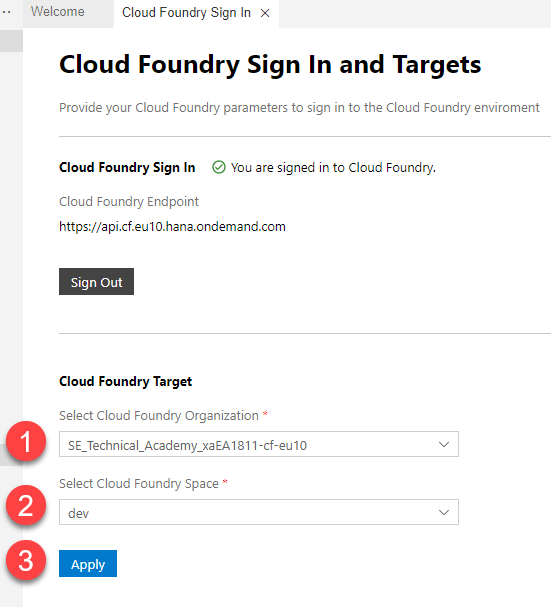 Welcome
Cloud Foundry Sign In
Cloud Foundry Sign In and Targets
Provide your Cloud Foundry parameters to sign in to the Cloud Foundry enviroment
Cloud Foundry Sign In You are signed in to Cloud Foundry.
Cloud Foundry Endpoint
https://api.cf.eu10.hana.ondemand.com
Sign Out
Cloud Foundry Target
Select Cloud Foundry Organization *
1 SE_Technical_Academy_xaEA1811-cf-eu10
Select Cloud Foundry Space *
2 dev
3 Apply